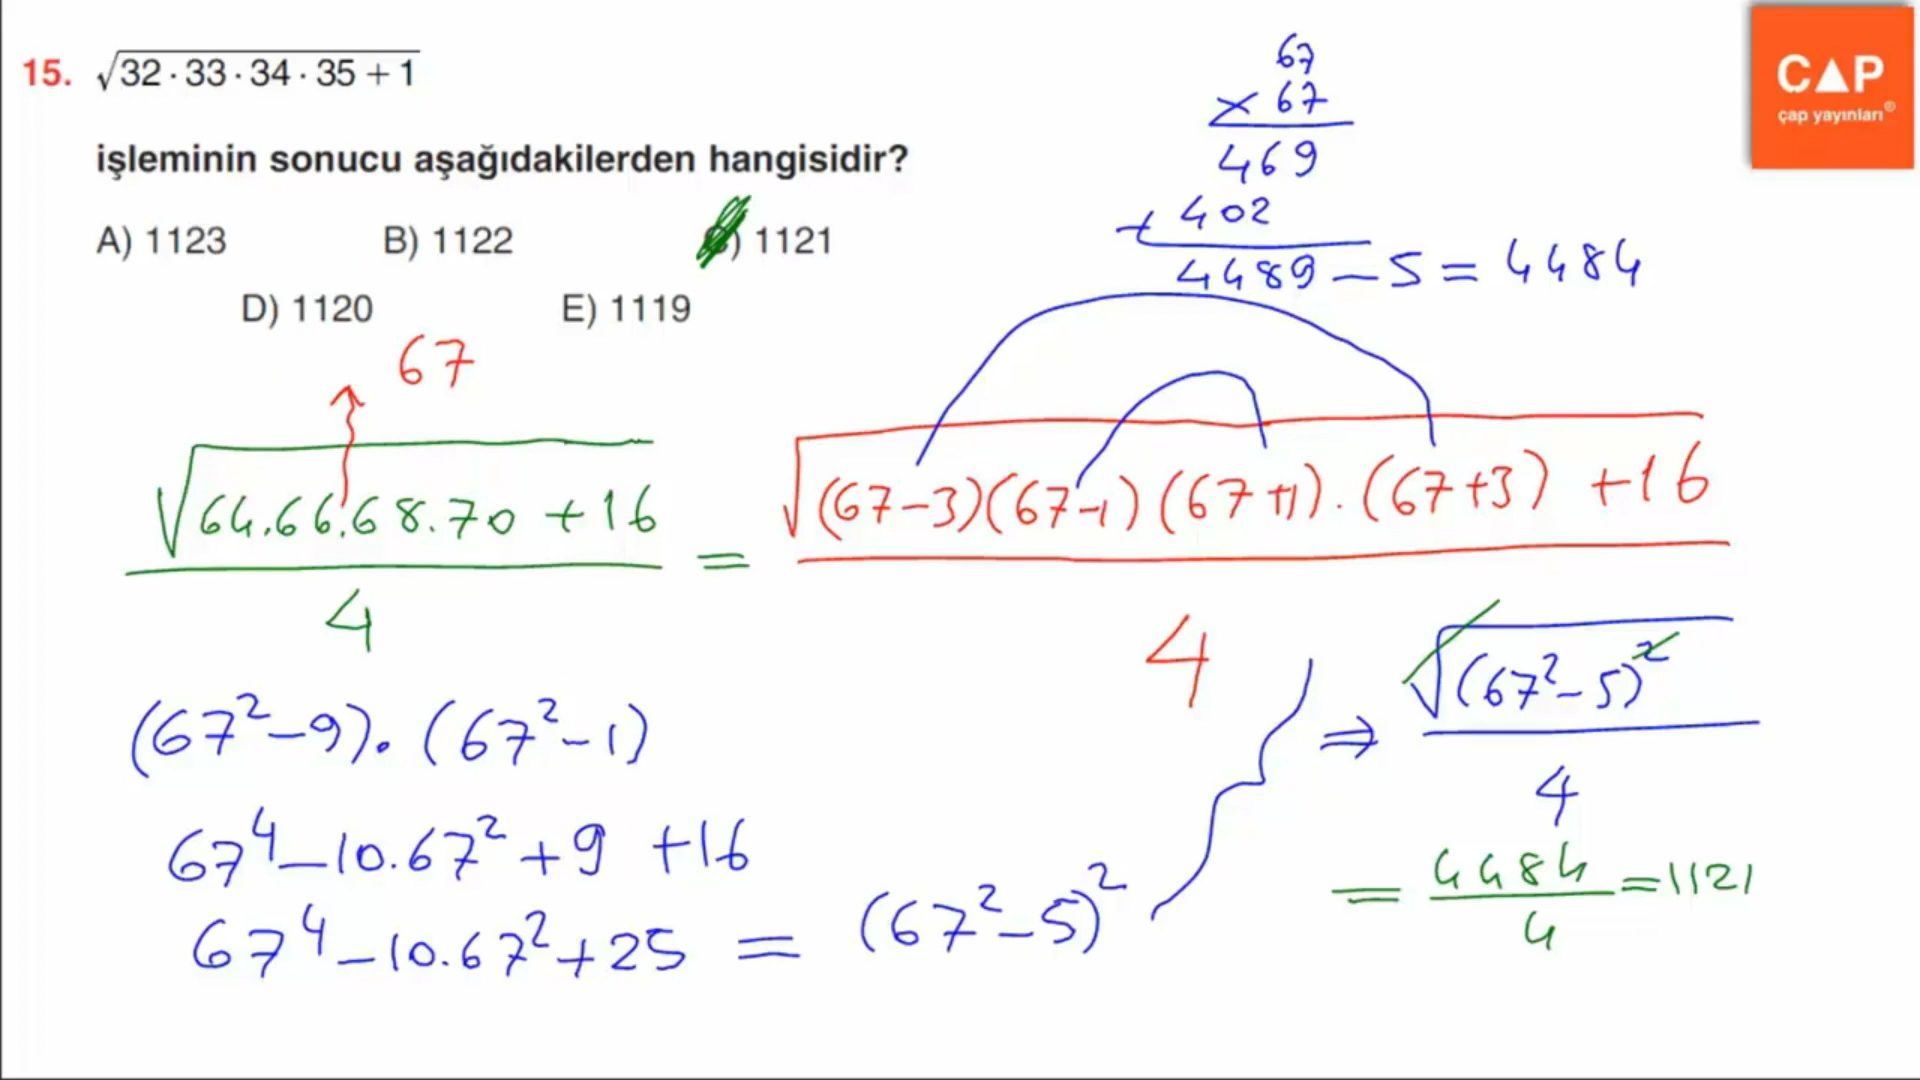 15. √32 · 33 · 34 · 35 + 1
işleminin sonucu aşağıdakilerden hangisidir?
A) 1123 B) 1122 C) 1121
D) 1120 E) 1119
CAP
çap yayınları®
67
× 67
469
+ 402
4489 – 5 = 4484
67
√64.66.68.70 + 16
4
=
√(67–3)(67–1)(67+1).(67+3) + 16
4
(67²–9).(67²–1)
67⁴–10.67²+9 +16
67⁴–10.67²+25 = (67²–5)²
⇒ √(67²–5)²
4
= 4484/4 = 1121